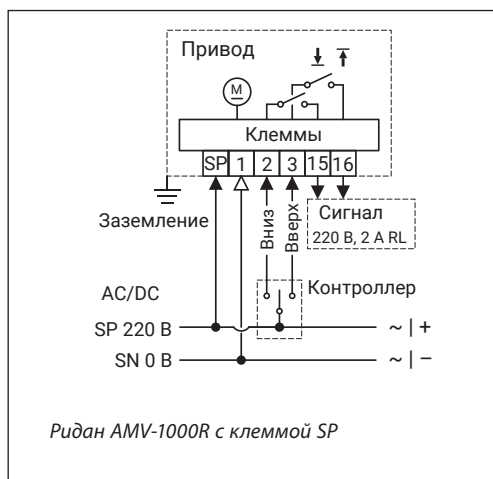 Привод
M
Клеммы
SP 1 2 3 15 16
Заземление
Вниз
Вверх
Сигнал
220 В, 2 A RL
AC/DC
Контроллер
SP 220 В ~ | +
SN 0 В ~ | −
Ридан AMV-1000R с клеммой SP